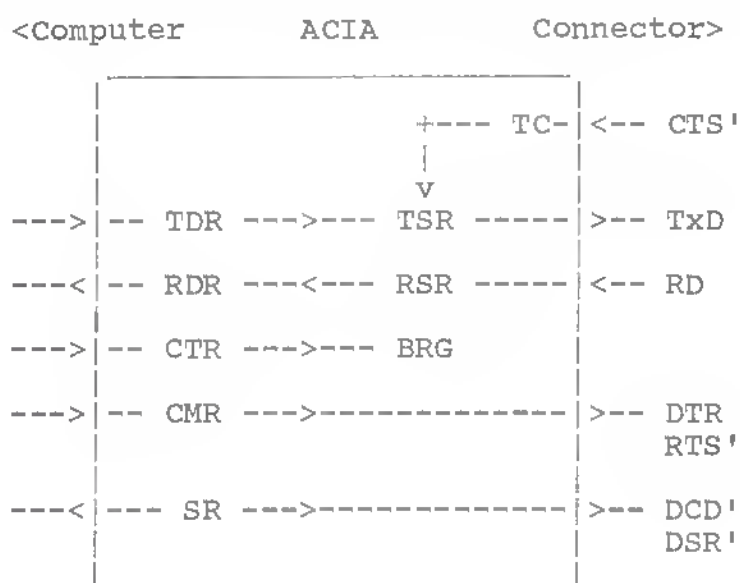 <Computer ACIA Connector>
+--- TC-|<-- CTS'
|
v
--->|-- TDR --->--- TSR -----|>-- TxD
---<|-- RDR ---<--- RSR -----|<-- RD
--->|-- CTR --->--- BRG
--->|-- CMR --->-------------|>-- DTR
RTS'
---<|--- SR --->-------------|>-- DCD'
DSR'